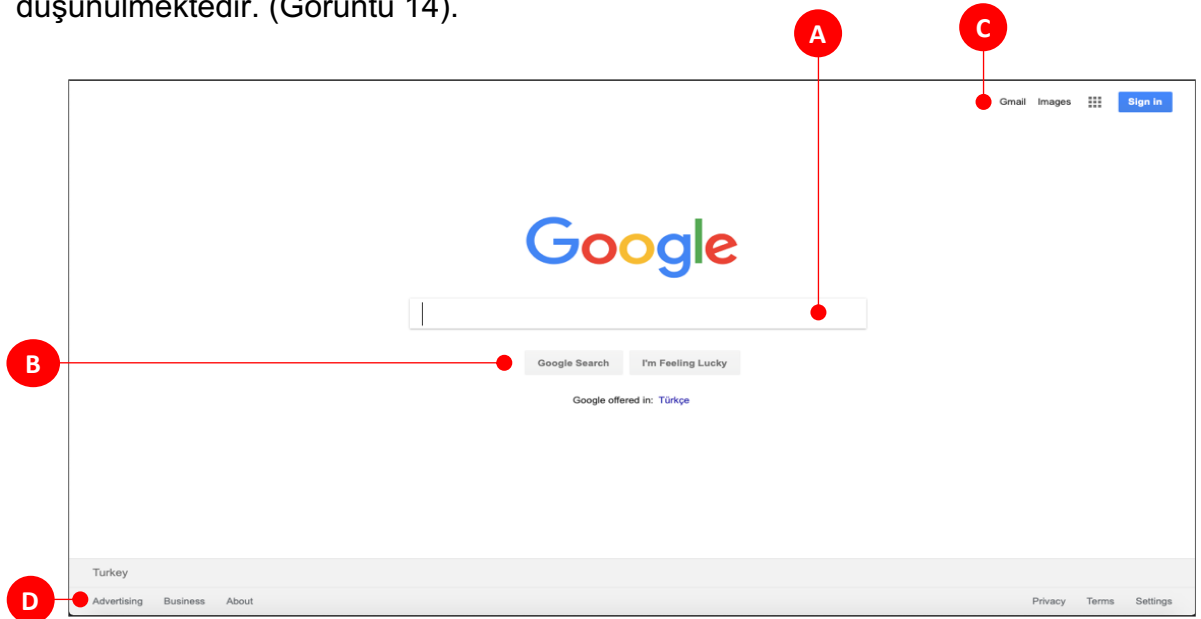 düşünülmektedir. (Görüntü 14).
A C
Gmail Images Sign in
Google
B
Google Search I'm Feeling Lucky
Google offered in: Türkçe
Turkey
D
Advertising Business About Privacy Terms Settings